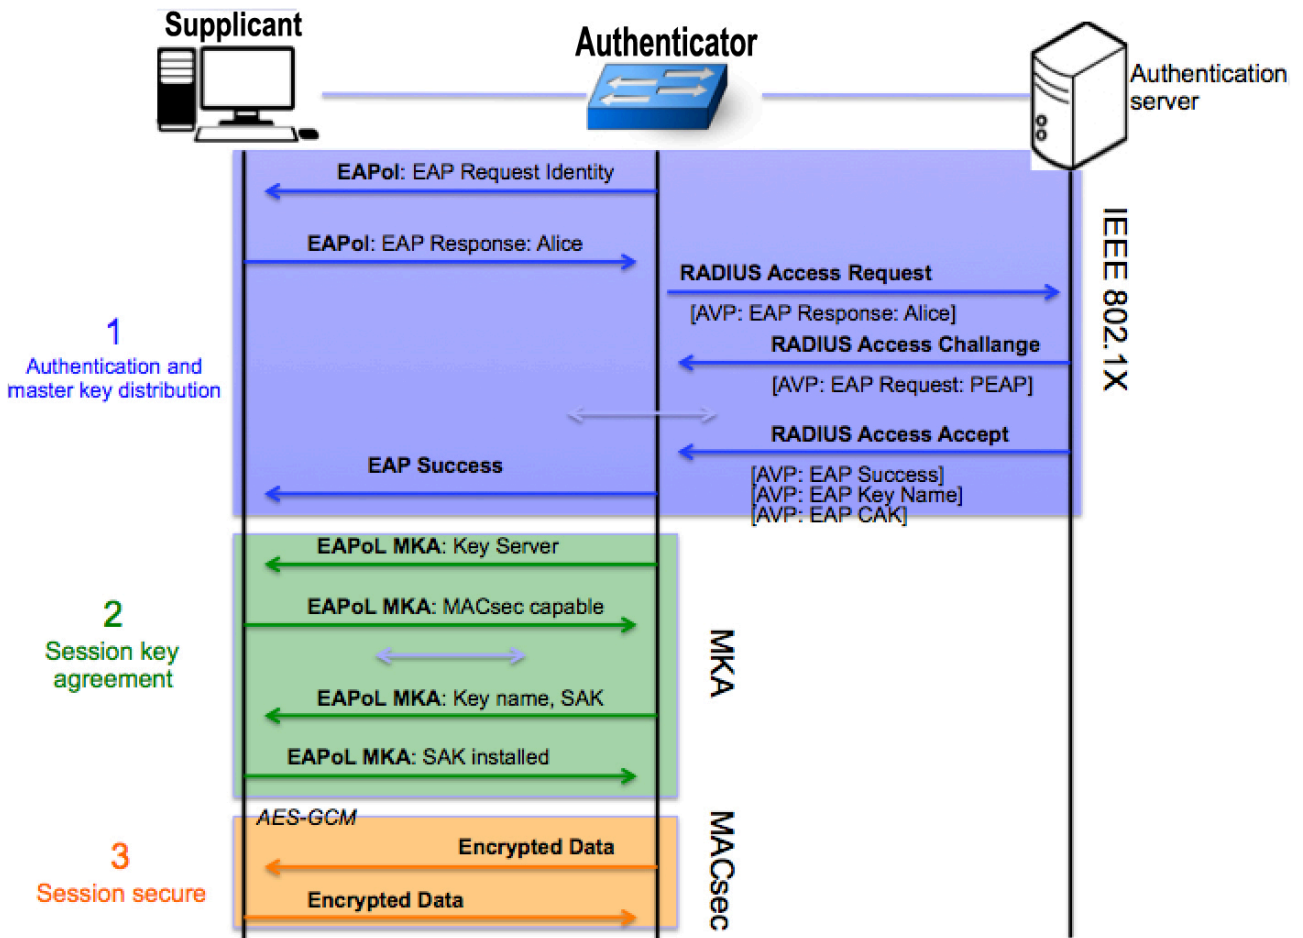 Supplicant
Authenticator
Authentication
server
EAPol: EAP Request Identity
EAPol: EAP Response: Alice
RADIUS Access Request
[AVP: EAP Response: Alice]
RADIUS Access Challange
[AVP: EAP Request: PEAP]
RADIUS Access Accept
EAP Success
[AVP: EAP Success]
[AVP: EAP Key Name]
[AVP: EAP CAK]
IEEE 802.1X
1
Authentication and
master key distribution
EAPoL MKA: Key Server
EAPoL MKA: MACsec capable
EAPoL MKA: Key name, SAK
EAPoL MKA: SAK installed
MKA
2
Session key
agreement
AES-GCM
Encrypted Data
Encrypted Data
MACsec
3
Session secure